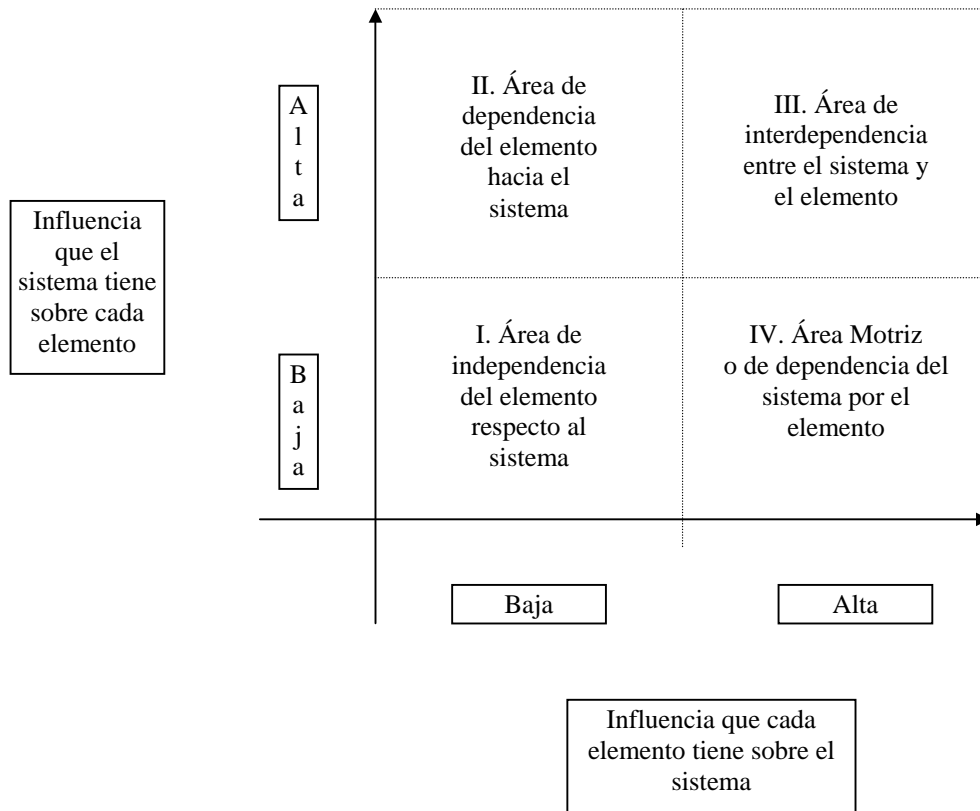 II. Área de
dependencia
del elemento
hacia el
sistema
III. Área de
interdependencia
entre el sistema y
el elemento
A
l
t
a
Influencia
que el
sistema tiene
sobre cada
elemento
I. Área de
independencia
del elemento
respecto al
sistema
IV. Área Motriz
o de dependencia del
sistema por el
elemento
B
a
j
a
Baja
Alta
Influencia que cada
elemento tiene sobre el
sistema